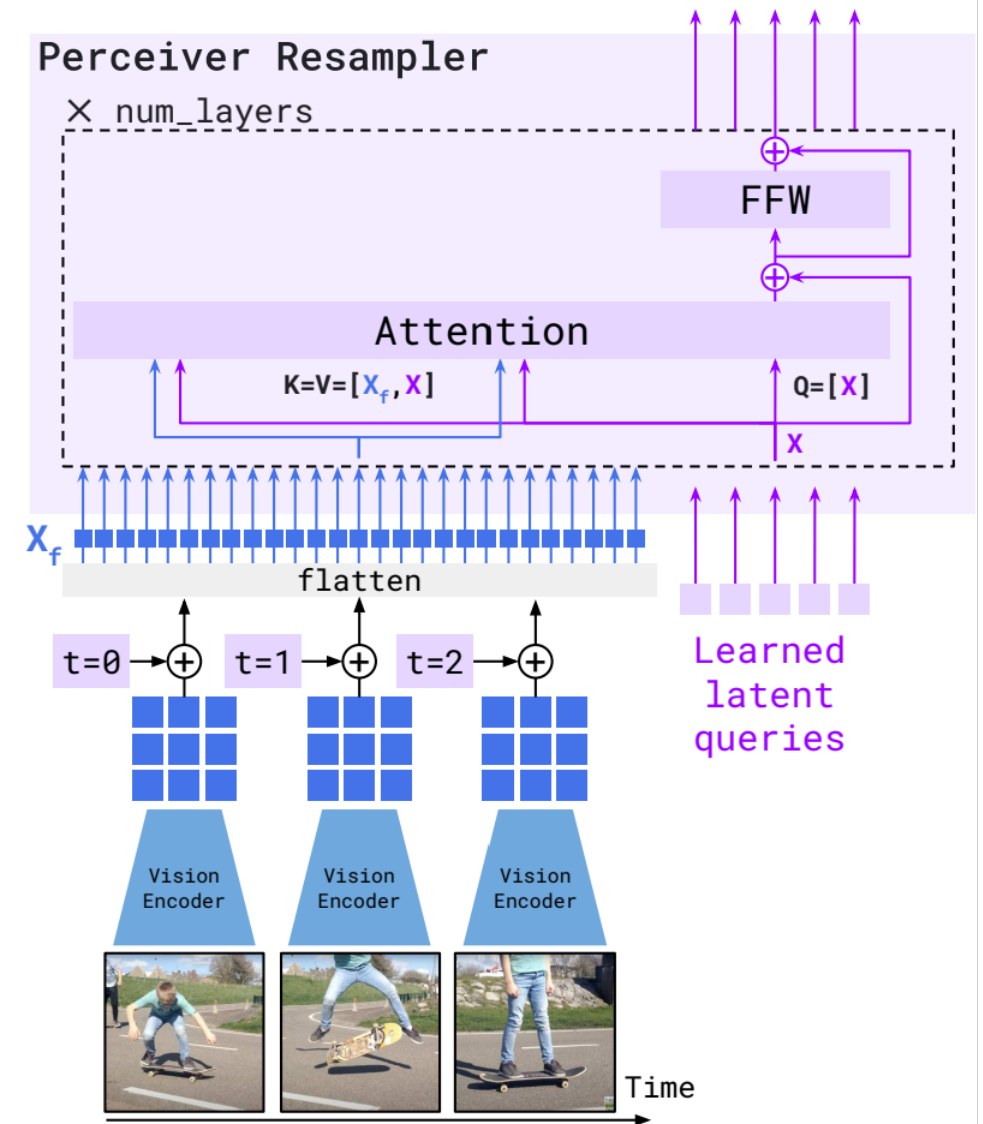 Perceiver Resampler
× num_layers
FFW
Attention
K=V=[Xf,X]
Q=[X]
X
Xf
flatten
t=0
t=1
t=2
Learned
latent
queries
Vision
Encoder
Vision
Encoder
Vision
Encoder
Time